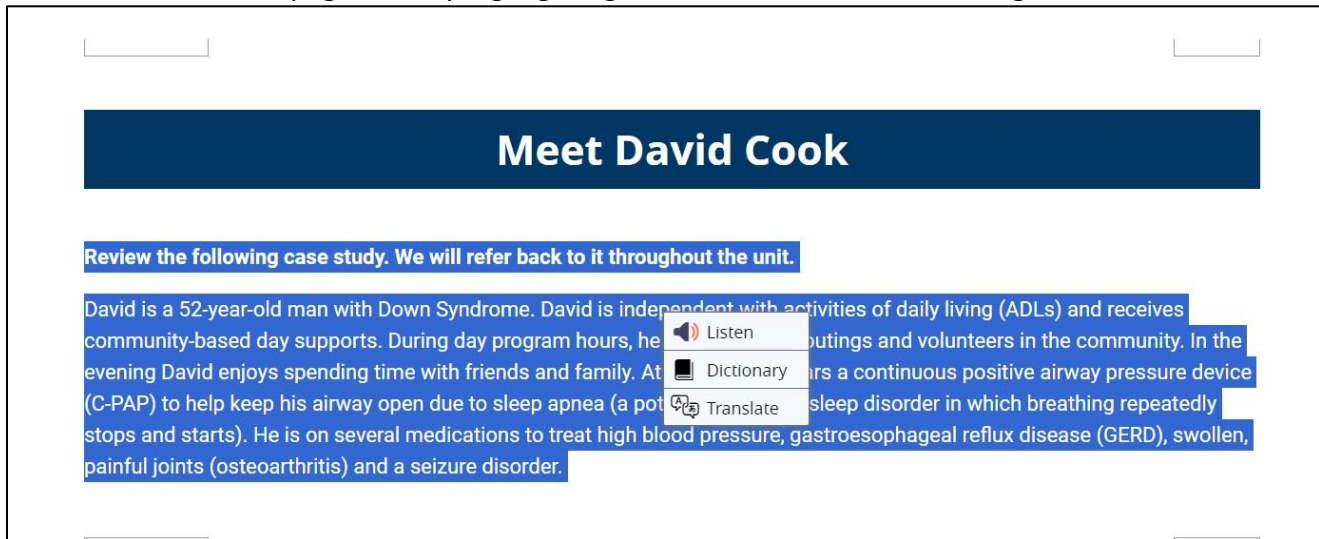 Meet David Cook
Review the following case study. We will refer back to it throughout the unit.
David is a 52-year-old man with Down Syndrome. David is independent with activities of daily living (ADLs) and receives
community-based day supports. During day program hours, he outings and volunteers in the community. In the
evening David enjoys spending time with friends and family. At a continuous positive airway pressure device
(C-PAP) to help keep his airway open due to sleep apnea (a sleep disorder in which breathing repeatedly
stops and starts). He is on several medications to treat high blood pressure, gastroesophageal reflux disease (GERD), swollen,
painful joints (osteoarthritis) and a seizure disorder.
Listen
Dictionary
Translate